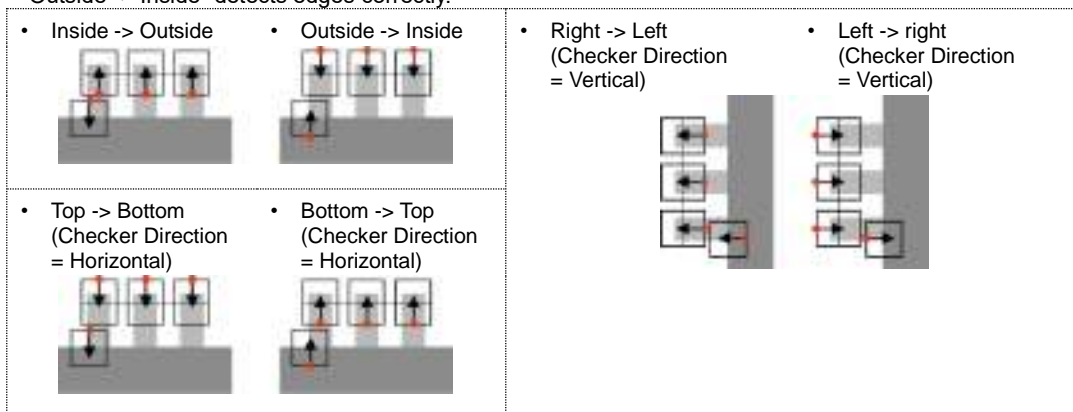 "Outside -> Inside" detects edges correctly.
• Inside -> Outside
• Outside -> Inside
• Right -> Left
(Checker Direction
= Vertical)
• Left -> right
(Checker Direction
= Vertical)
• Top -> Bottom
(Checker Direction
= Horizontal)
• Bottom -> Top
(Checker Direction
= Horizontal)